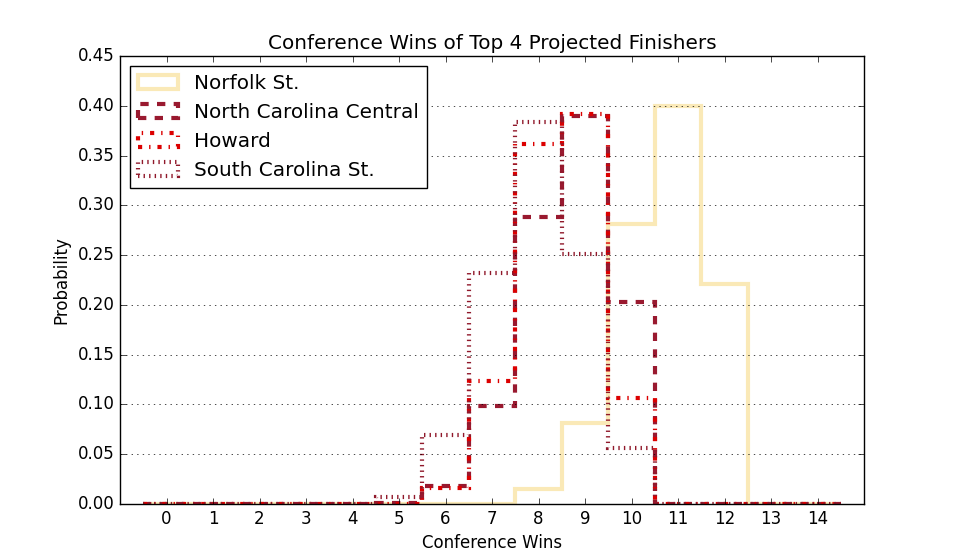 Conference Wins of Top 4 Projected Finishers
0.45
0.40
0.35
0.30
0.25
0.20
0.15
0.10
0.05
0.00
Probability
Norfolk St.
North Carolina Central
Howard
South Carolina St.
0 1 2 3 4 5 6 7 8 9 10 11 12 13 14
Conference Wins